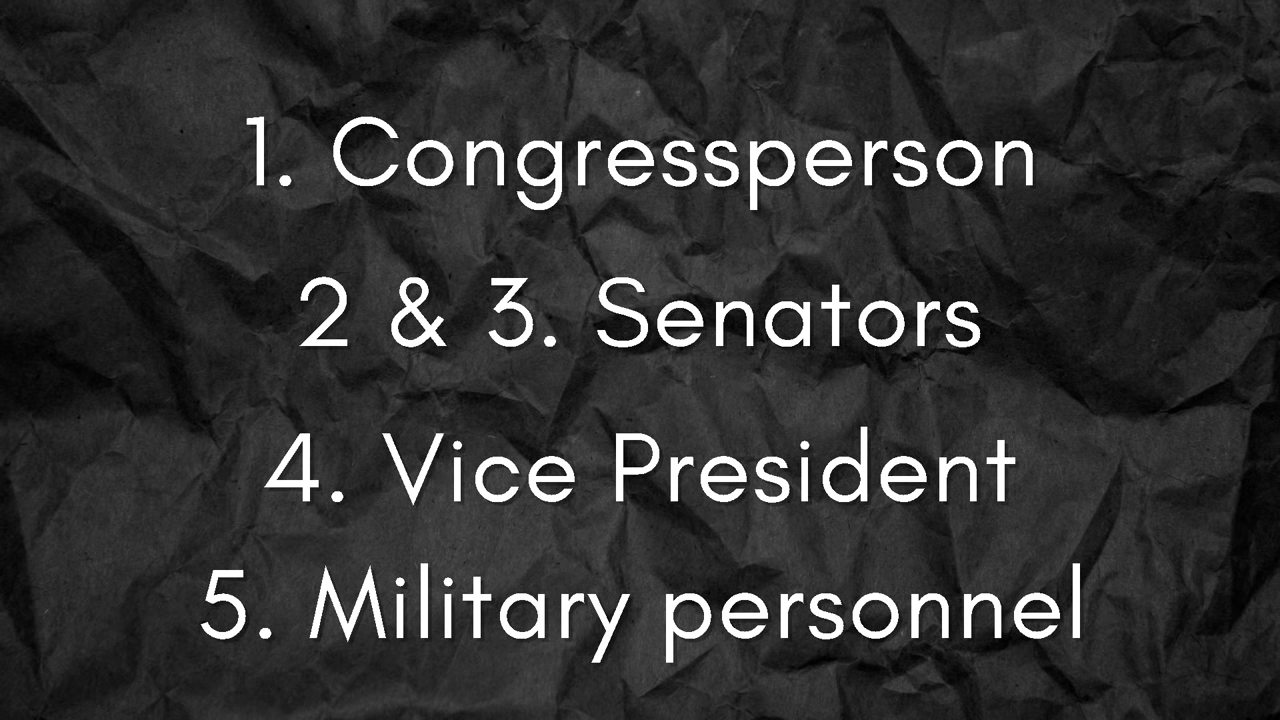 1. Congressperson
2 & 3. Senators
4. Vice President
5. Military personnel